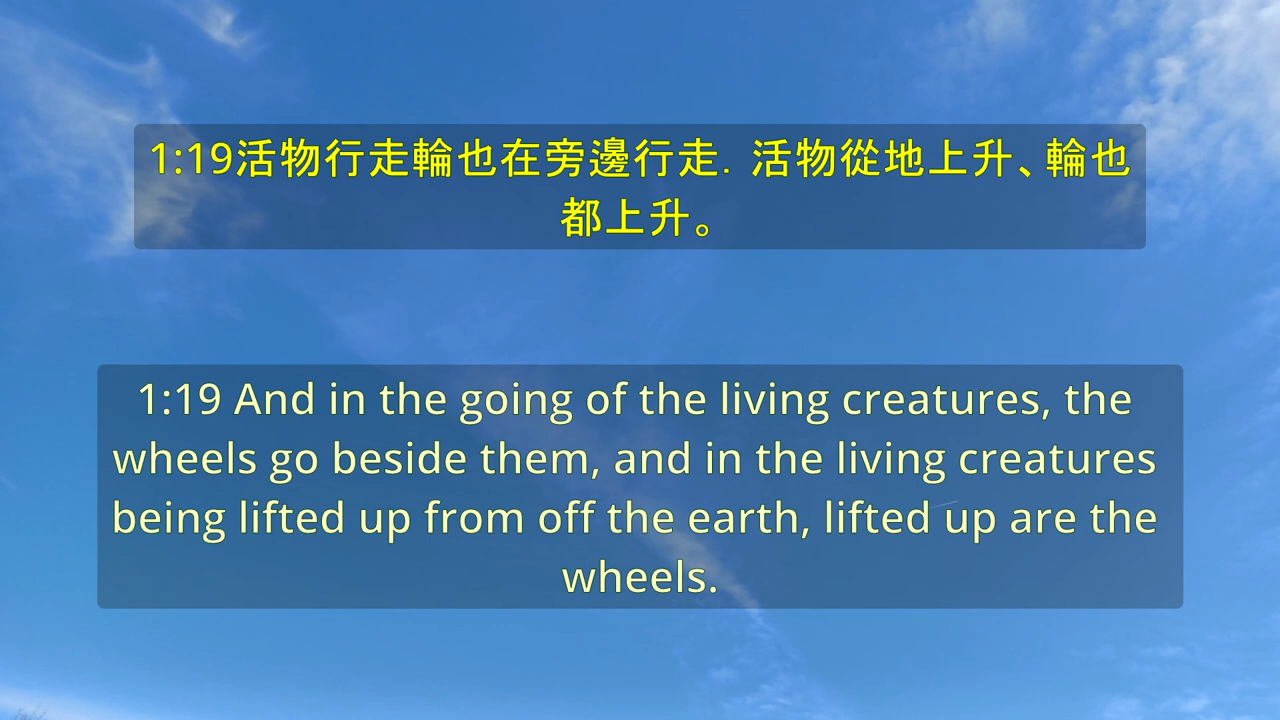 1:19活物行走輪也在旁邊行走．活物從地上升、輪也
都上升。
1:19 And in the going of the living creatures, the
wheels go beside them, and in the living creatures
being lifted up from off the earth, lifted up are the
wheels.